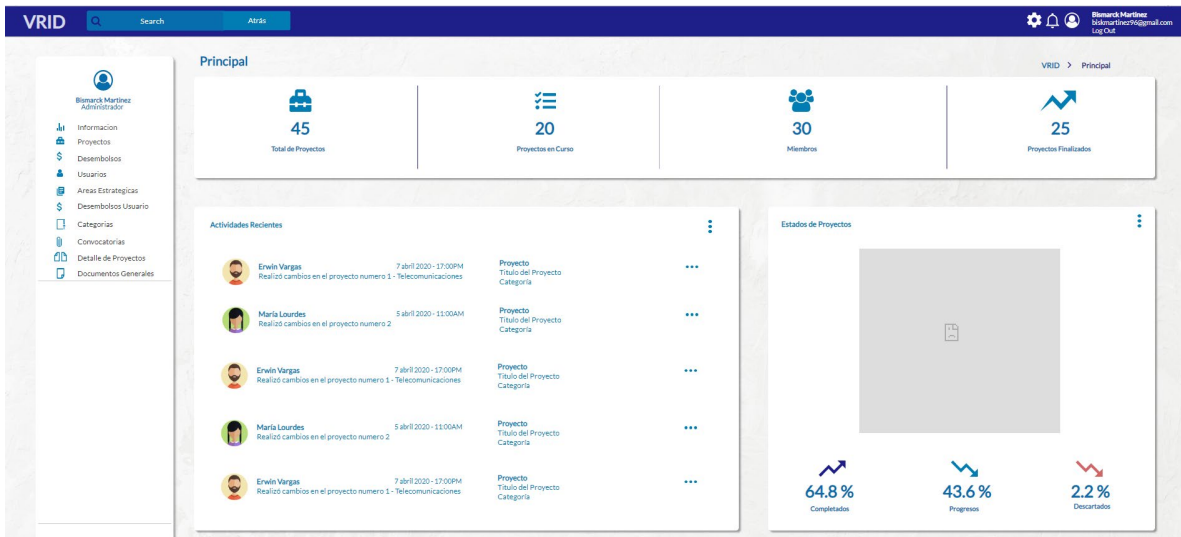 VRID
Search
Atrás
Bismarck Martinez
biskmartinez96@gmail.com
Log Out
Bismarck Martinez
Administrador
Informacion
Proyectos
Desembolsos
Usuarios
Areas Estrategicas
Desembolsos Usuario
Categorias
Convocatorias
Detalle de Proyectos
Documentos Generales
Principal
VRID > Principal
45
Total de Proyectos
20
Proyectos en Curso
30
Miembros
25
Proyectos Finalizados
Actividades Recientes
Erwin Vargas 7 abril 2020 - 17:00PM
Realizó cambios en el proyecto numero 1 - Telecomunicaciones
Proyecto
Titulo del Proyecto
Categoría
María Lourdes 5 abril 2020 - 11:00AM
Realizó cambios en el proyecto numero 2
Proyecto
Titulo del Proyecto
Categoría
Erwin Vargas 7 abril 2020 - 17:00PM
Realizó cambios en el proyecto numero 1 - Telecomunicaciones
Proyecto
Titulo del Proyecto
Categoría
María Lourdes 5 abril 2020 - 11:00AM
Realizó cambios en el proyecto numero 2
Proyecto
Titulo del Proyecto
Categoría
Erwin Vargas 7 abril 2020 - 17:00PM
Realizó cambios en el proyecto numero 1 - Telecomunicaciones
Proyecto
Titulo del Proyecto
Categoría
Estados de Proyectos
64.8 %
Completados
43.6 %
Progresos
2.2 %
Descartados